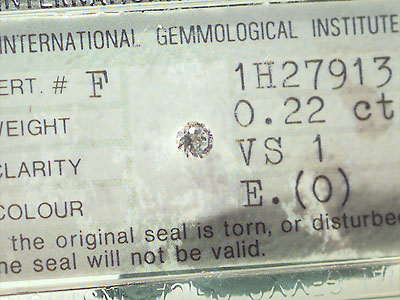 INTERNATIONAL GEMMOLOGICAL INSTITUTE
ERT. # F 1H27913
WEIGHT 0.22 ct
CLARITY VS 1
COLOUR E.(0)
the original seal is torn, or disturbe
he seal will not be valid.